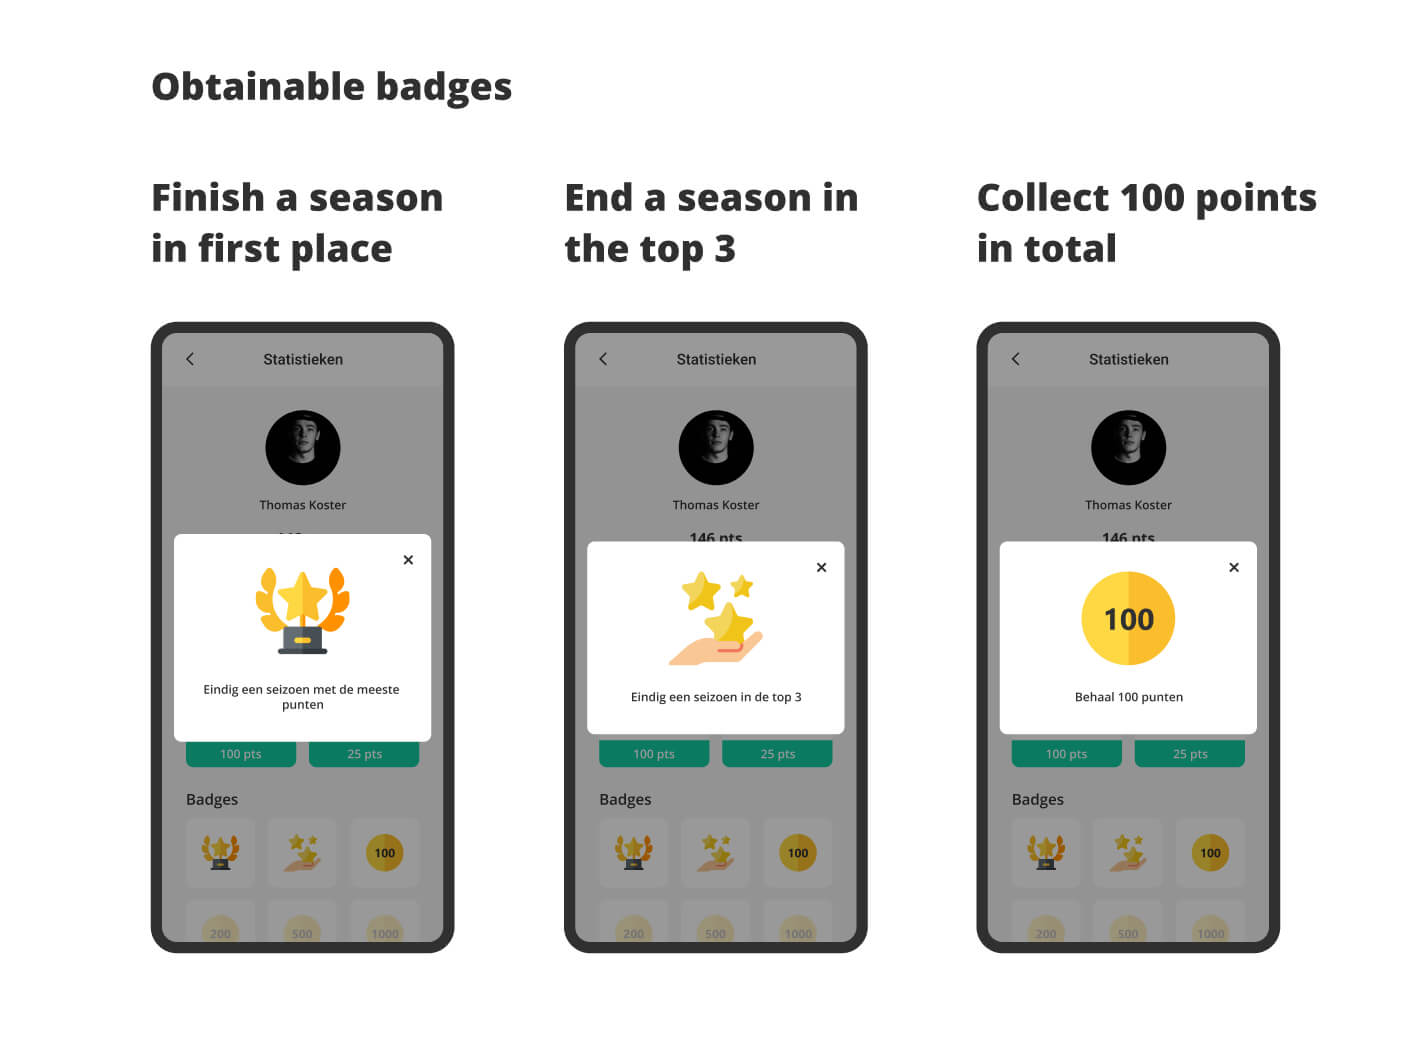 Obtainable badges
Finish a season
in first place
End a season in
the top 3
Collect 100 points
in total
Statistieken
Thomas Koster
Eindig een seizoen met de meeste
punten
100 pts
25 pts
Badges
100
200
500
1000
Statistieken
Thomas Koster
146 pts
Eindig een seizoen in de top 3
100 pts
25 pts
Badges
100
200
500
1000
Statistieken
Thomas Koster
146 pts
100
Behaal 100 punten
100 pts
25 pts
Badges
100
200
500
1000